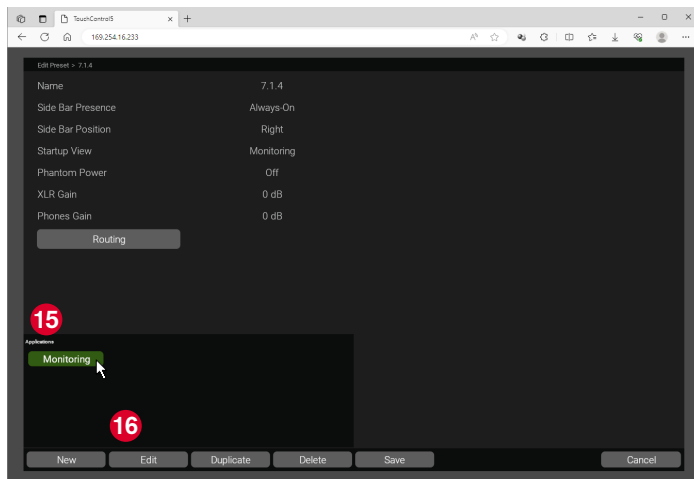 TouchControl5
169.254.16.233
Edit Preset > 7.1.4
Name 7.1.4
Side Bar Presence Always-On
Side Bar Position Right
Startup View Monitoring
Phantom Power Off
XLR Gain 0 dB
Phones Gain 0 dB
Routing
15
Applications
Monitoring
16
New Edit Duplicate Delete Save Cancel